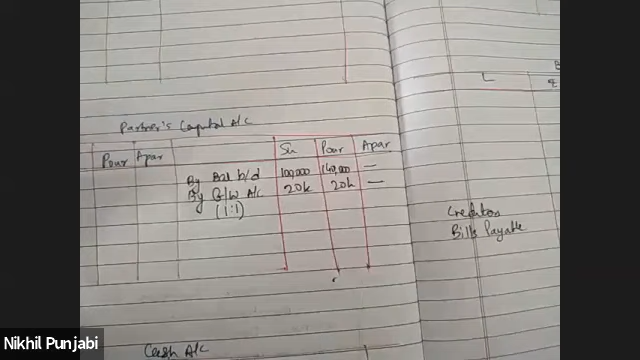 Partner's Capital A/C
Pour Apar Su Pour Apar
By Bal b/d 100,000 140,000 —
By G/W A/C 20k 20k —
(1:1)
L
Creditors
Bills Payable
Cash A/C
Nikhil Punjabi